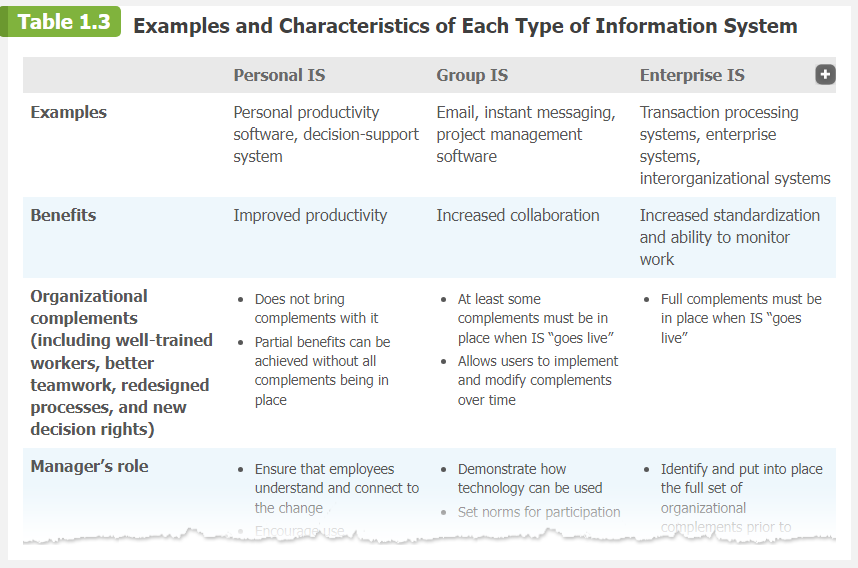 Table 1.3 Examples and Characteristics of Each Type of Information System
Personal IS Group IS Enterprise IS
Examples
Personal productivity
software, decision-support
system
Email, instant messaging,
project management
software
Transaction processing
systems, enterprise
systems,
interorganizational systems
Benefits
Improved productivity
Increased collaboration
Increased standardization
and ability to monitor
work
Organizational
complements
(including well-trained
workers, better
teamwork, redesigned
processes, and new
decision rights)
• Does not bring
complements with it
• Partial benefits can be
achieved without all
complements being in
place
• At least some
complements must be in
place when IS “goes live”
• Allows users to implement
and modify complements
over time
• Full complements must be
in place when IS “goes
live”
Manager’s role
• Ensure that employees
understand and connect to
the change
• Encourage use
• Demonstrate how
technology can be used
• Set norms for participation
• Identify and put into place
the full set of
organizational
complements prior to